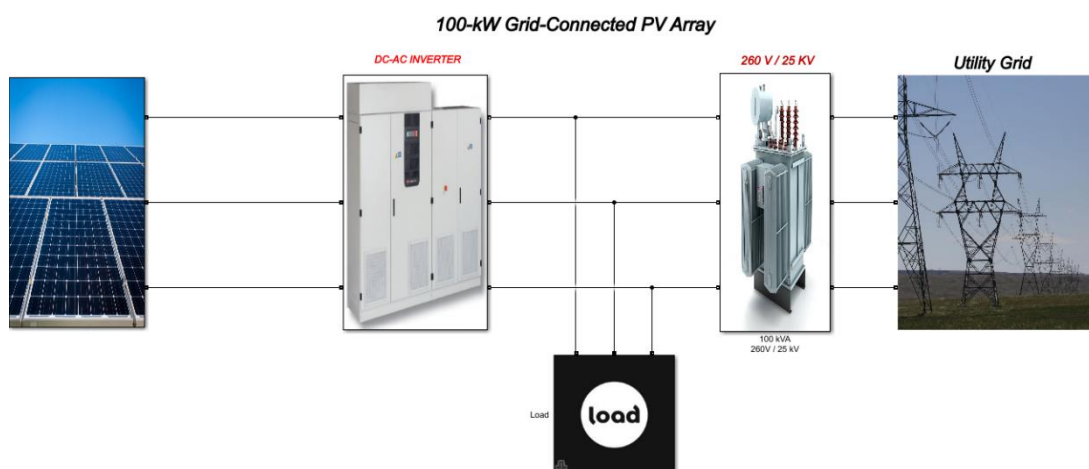 100-kW Grid-Connected PV Array
DC-AC INVERTER
260 V / 25 KV
Utility Grid
100 kVA
260V / 25 kV
Load
load